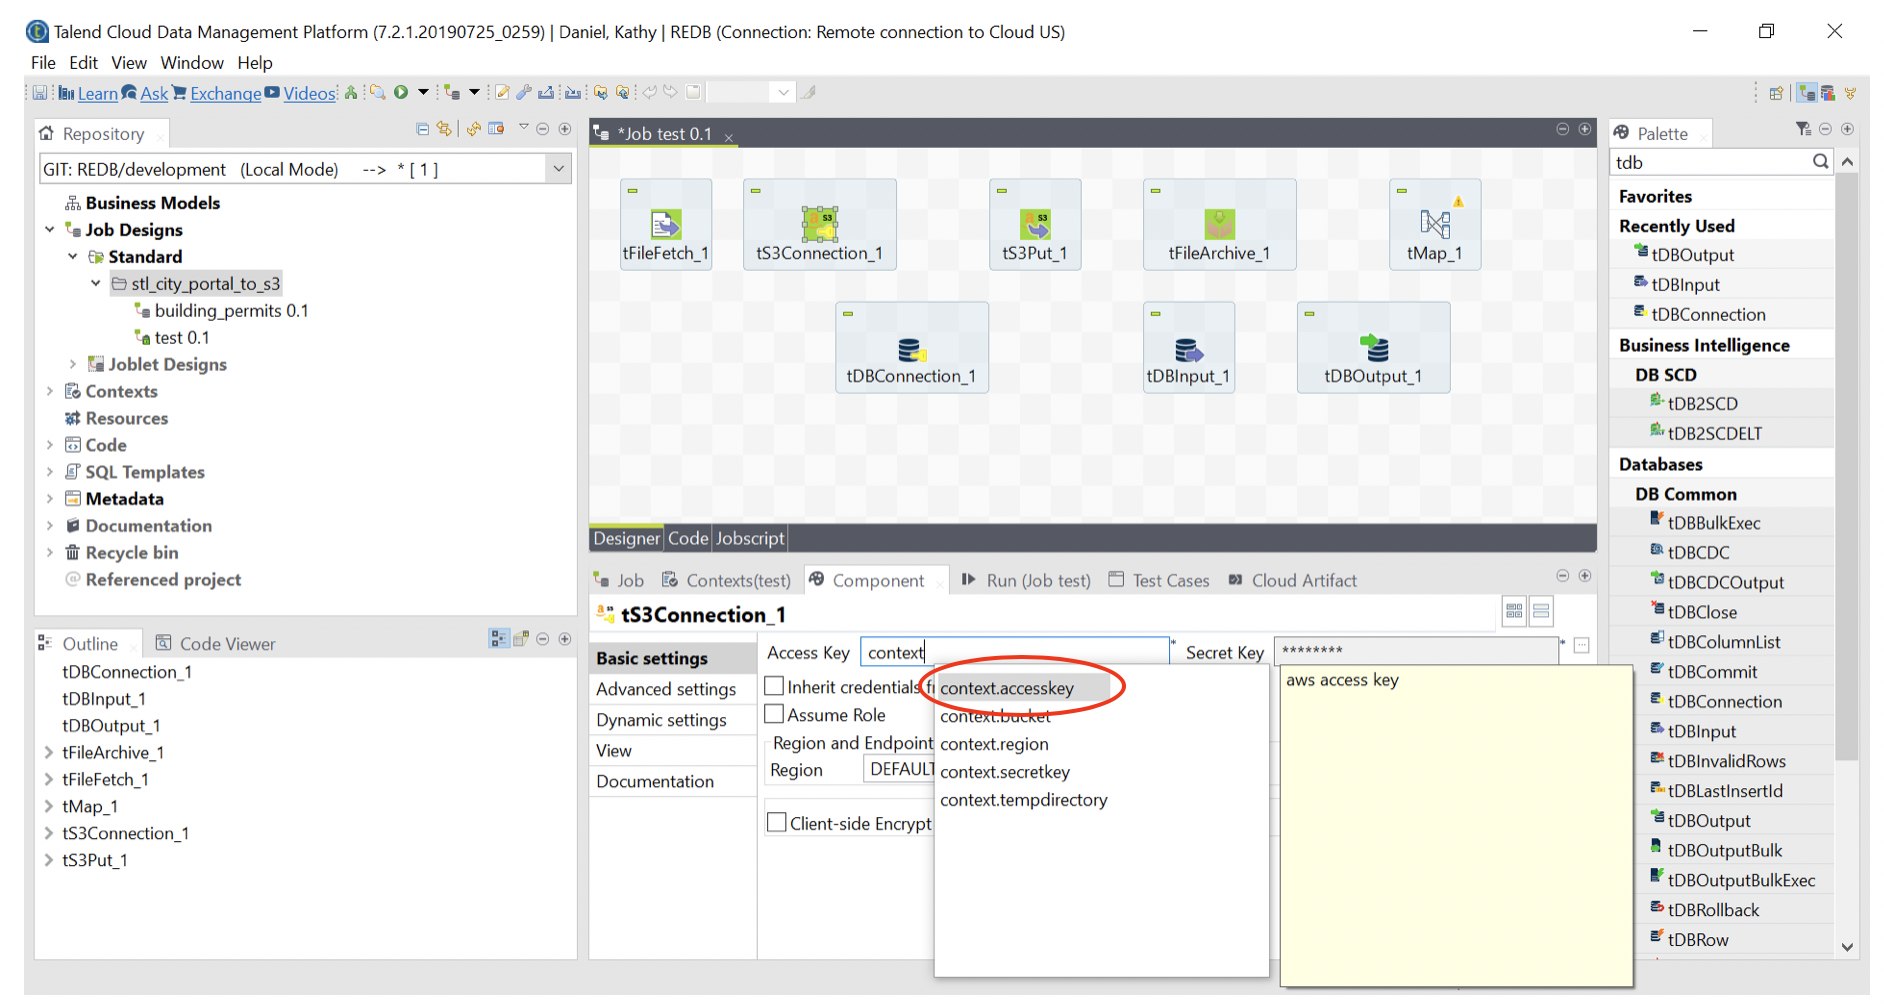 Talend Cloud Data Management Platform (7.2.1.20190725_0259) | Daniel, Kathy | REDB (Connection: Remote connection to Cloud US)
File Edit View Window Help
Learn Ask Exchange Videos
Repository
GIT: REDB/development (Local Mode) --> * [ 1 ]
Business Models
Job Designs
Standard
stl_city_portal_to_s3
building_permits 0.1
test 0.1
Joblet Designs
Contexts
Resources
Code
SQL Templates
Metadata
Documentation
Recycle bin
Referenced project
Outline Code Viewer
tDBConnection_1
tDBInput_1
tDBOutput_1
tFileArchive_1
tFileFetch_1
tMap_1
tS3Connection_1
tS3Put_1
*Job test 0.1
tFileFetch_1
tS3Connection_1
tS3Put_1
tFileArchive_1
tMap_1
tDBConnection_1
tDBInput_1
tDBOutput_1
Designer Code Jobscript
Job Contexts(test) Component Run (Job test) Test Cases Cloud Artifact
tS3Connection_1
Basic settings
Advanced settings
Dynamic settings
View
Documentation
Access Key context * Secret Key ******** *
Inherit credentials f
Assume Role
Region and Endpoint
Region DEFAULT
Client-side Encrypt
context.accesskey
context.bucket
context.region
context.secretkey
context.tempdirectory
aws access key
Palette
tdb
Favorites
Recently Used
tDBOutput
tDBInput
tDBConnection
Business Intelligence
DB SCD
tDB2SCD
tDB2SCDELT
Databases
DB Common
tDBBulkExec
tDBCDC
tDBCDCOutput
tDBClose
tDBColumnList
tDBCommit
tDBConnection
tDBInput
tDBInvalidRows
tDBLastInsertId
tDBOutput
tDBOutputBulk
tDBOutputBulkExec
tDBRollback
tDBRow